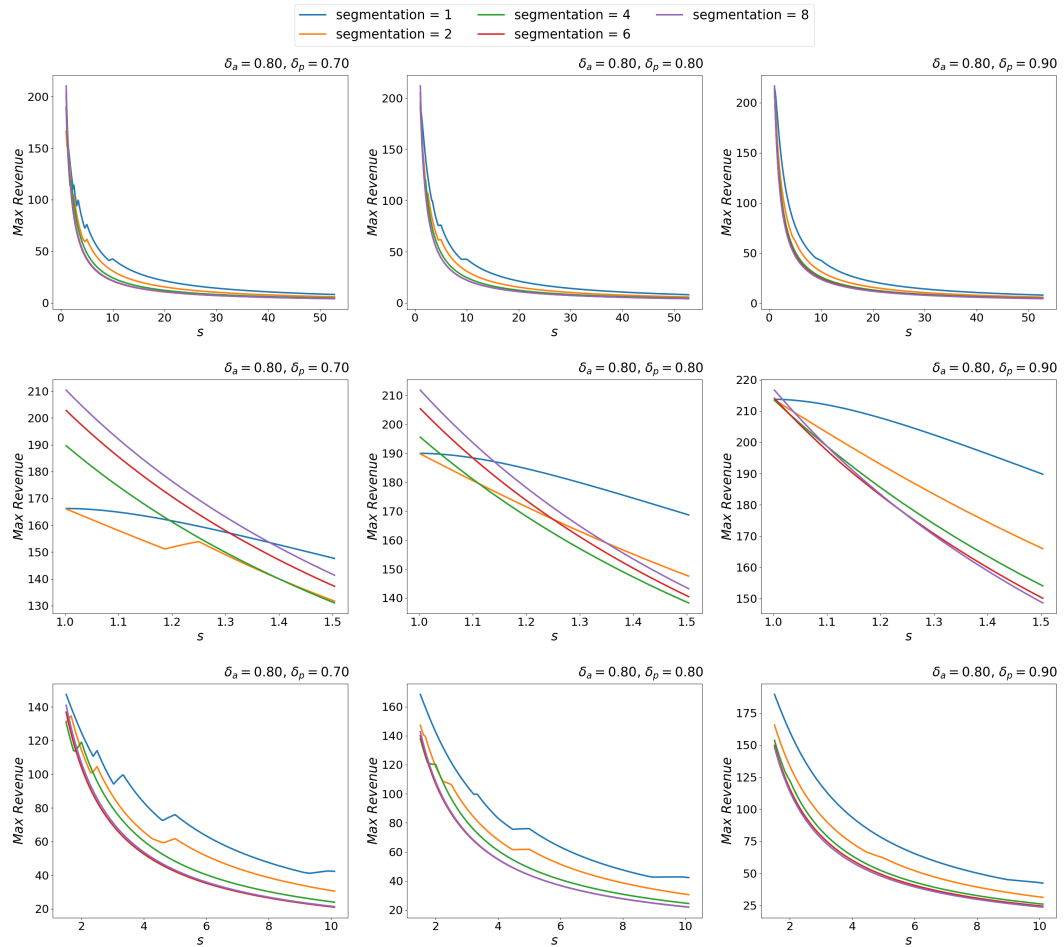 segmentation = 1
segmentation = 4
segmentation = 8
segmentation = 2
segmentation = 6
δa = 0.80, δp = 0.70
200
150
100
50
0
Max Revenue
0 10 20 30 40 50
s
δa = 0.80, δp = 0.80
200
150
100
50
0
Max Revenue
0 10 20 30 40 50
s
δa = 0.80, δp = 0.90
200
150
100
50
0
Max Revenue
0 10 20 30 40 50
s
δa = 0.80, δp = 0.70
210
200
190
180
170
160
150
140
130
Max Revenue
1.0 1.1 1.2 1.3 1.4 1.5
s
δa = 0.80, δp = 0.80
210
200
190
180
170
160
150
140
Max Revenue
1.0 1.1 1.2 1.3 1.4 1.5
s
δa = 0.80, δp = 0.90
220
210
200
190
180
170
160
150
Max Revenue
1.0 1.1 1.2 1.3 1.4 1.5
s
δa = 0.80, δp = 0.70
140
120
100
80
60
40
20
Max Revenue
2 4 6 8 10
s
δa = 0.80, δp = 0.80
160
140
120
100
80
60
40
20
Max Revenue
2 4 6 8 10
s
δa = 0.80, δp = 0.90
175
150
125
100
75
50
25
Max Revenue
2 4 6 8 10
s